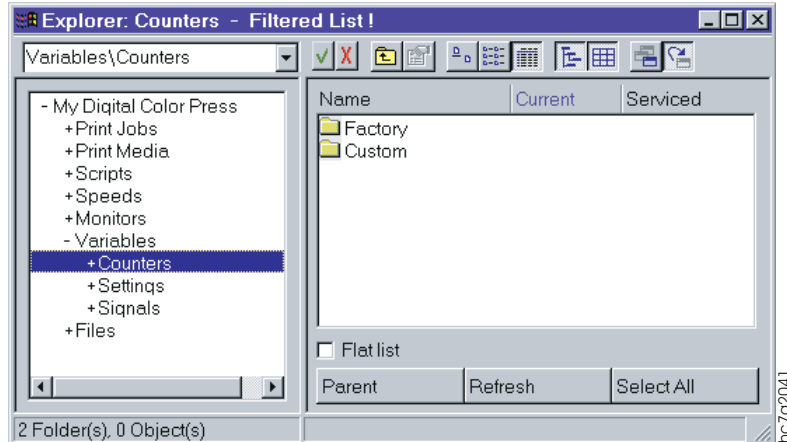 Explorer: Counters - Filtered List !
Variables\Counters
- My Digital Color Press
+Print Jobs
+Print Media
+Scripts
+Speeds
+Monitors
- Variables
+Counters
+Settings
+Signals
+Files
Name Current Serviced
Factory
Custom
Flat list
Parent Refresh Select All
2 Folder(s), 0 Object(s)
hc7q204]